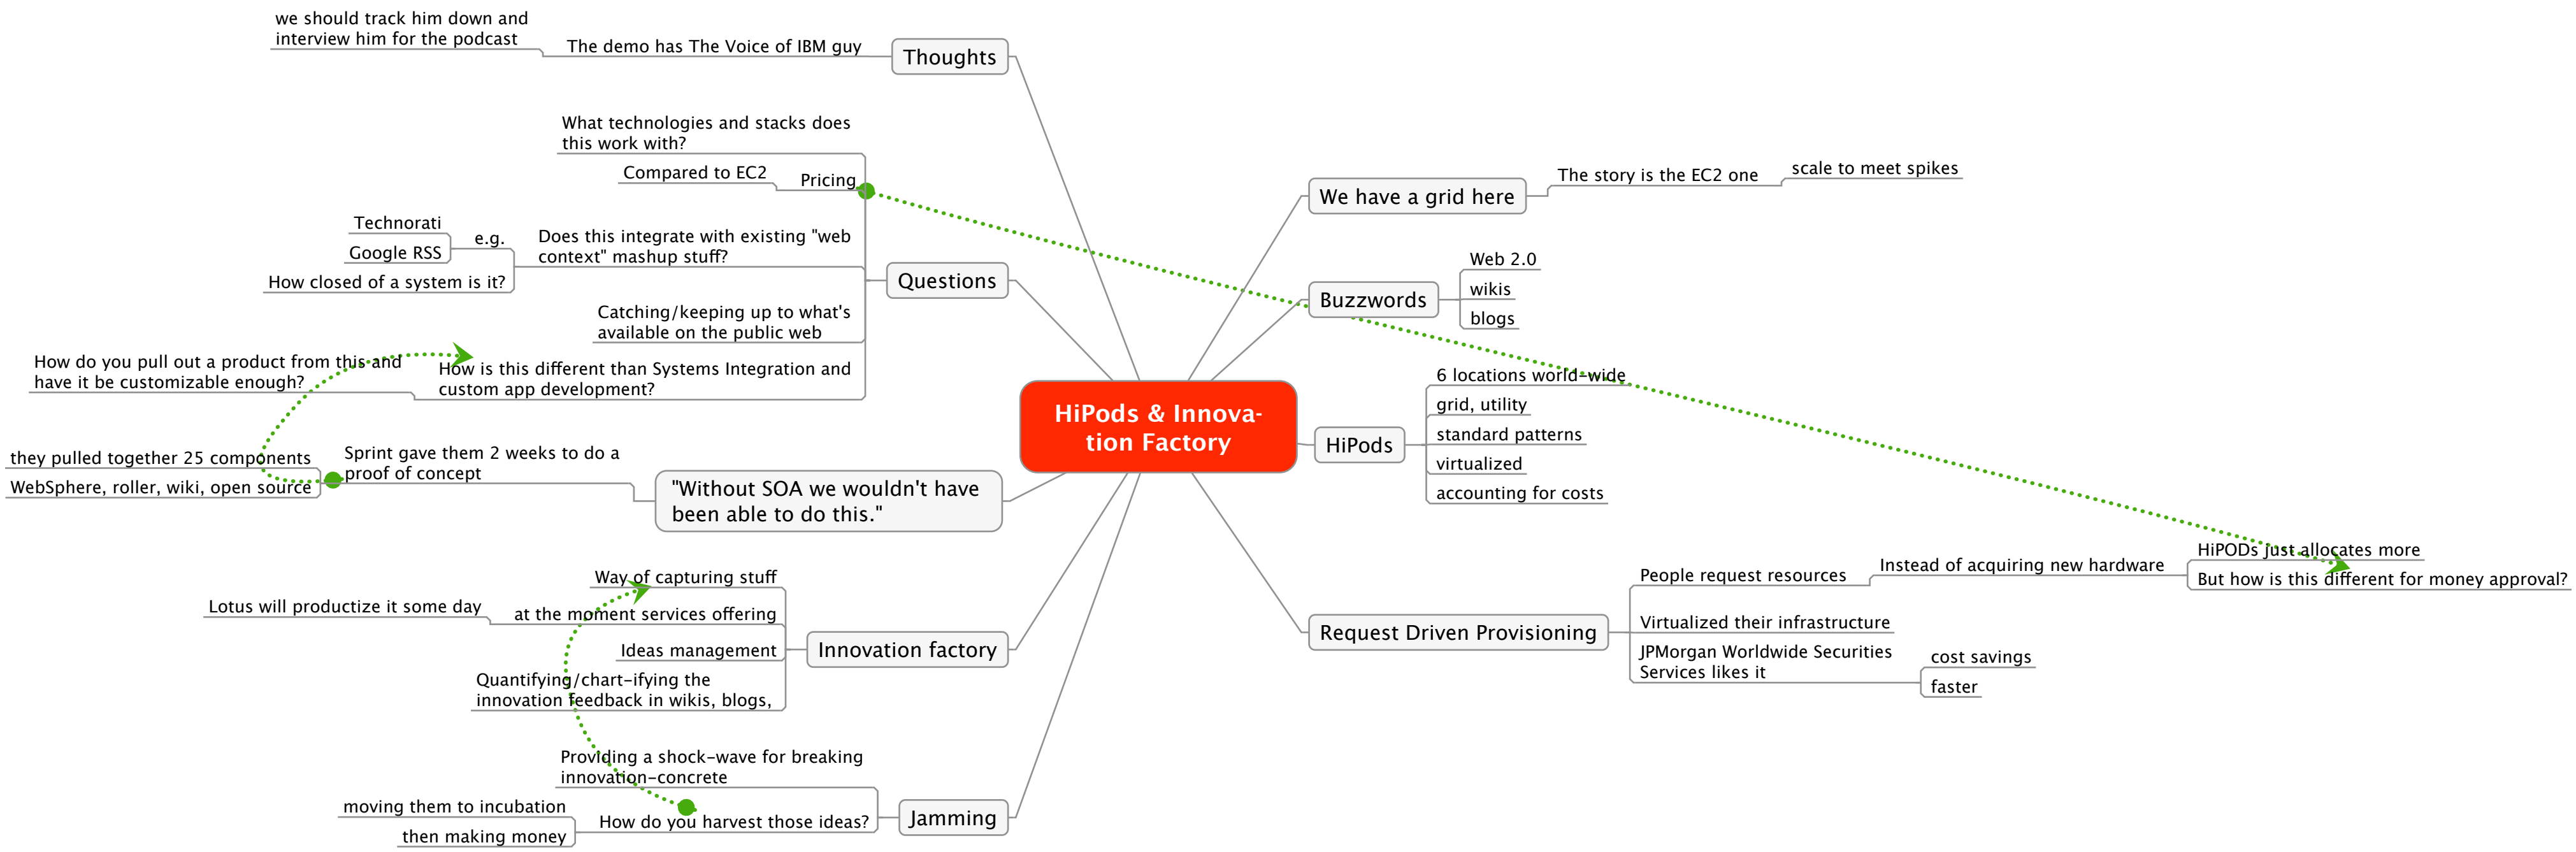 we should track him down and
interview him for the podcast
The demo has The Voice of IBM guy
Thoughts
What technologies and stacks does
this work with?
Compared to EC2
Pricing
Technorati
Google RSS
e.g.
How closed of a system is it?
Does this integrate with existing "web
context" mashup stuff?
Questions
Catching/keeping up to what's
available on the public web
How do you pull out a product from this and
have it be customizable enough?
How is this different than Systems Integration and
custom app development?
they pulled together 25 components
WebSphere, roller, wiki, open source
Sprint gave them 2 weeks to do a
proof of concept
"Without SOA we wouldn't have
been able to do this."
Way of capturing stuff
Lotus will productize it some day
at the moment services offering
Ideas management
Quantifying/chart-ifying the
innovation feedback in wikis, blogs,
Innovation factory
Providing a shock-wave for breaking
innovation-concrete
moving them to incubation
then making money
How do you harvest those ideas?
Jamming
HiPods & Innova-
tion Factory
We have a grid here
The story is the EC2 one
scale to meet spikes
Buzzwords
Web 2.0
wikis
blogs
HiPods
6 locations world-wide
grid, utility
standard patterns
virtualized
accounting for costs
Request Driven Provisioning
People request resources
Instead of acquiring new hardware
HiPODs just allocates more
But how is this different for money approval?
Virtualized their infrastructure
JPMorgan Worldwide Securities
Services likes it
cost savings
faster